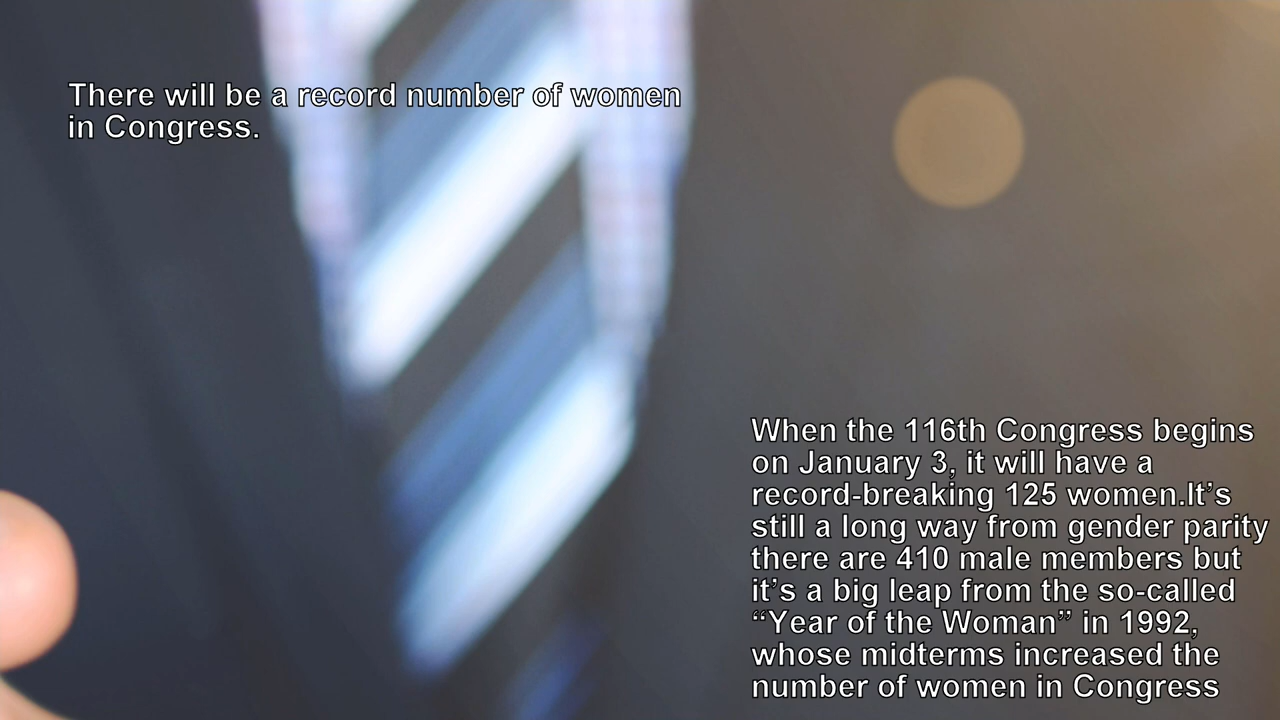 There will be a record number of women
in Congress.
When the 116th Congress begins
on January 3, it will have a
record-breaking 125 women.It’s
still a long way from gender parity
there are 410 male members but
it’s a big leap from the so-called
“Year of the Woman” in 1992,
whose midterms increased the
number of women in Congress